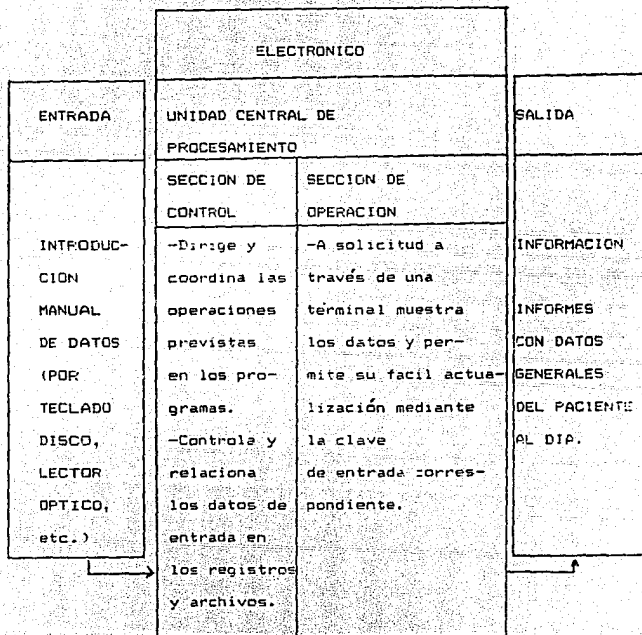 ELECTRONICO
ENTRADA
UNIDAD CENTRAL DE
PROCESAMIENTO
SALIDA
INTRODUC-
CION
MANUAL
DE DATOS
(POR
TECLADO
DISCO,
LECTOR
OPTICO,
etc.)
SECCION DE
CONTROL
-Dirige y
coordina las
operaciones
previstas
en los pro-
gramas.
-Controla y
relaciona
los datos de
entrada en
los registros
y archivos.
SECCION DE
OPERACION
-A solicitud a
través de una
terminal muestra
los datos y per-
mite su facil actua-
lización mediante
la clave
de entrada corres-
pondiente.
INFORMACION
INFORMES
CON DATOS
GENERALES
DEL PACIENTE
AL DIA.